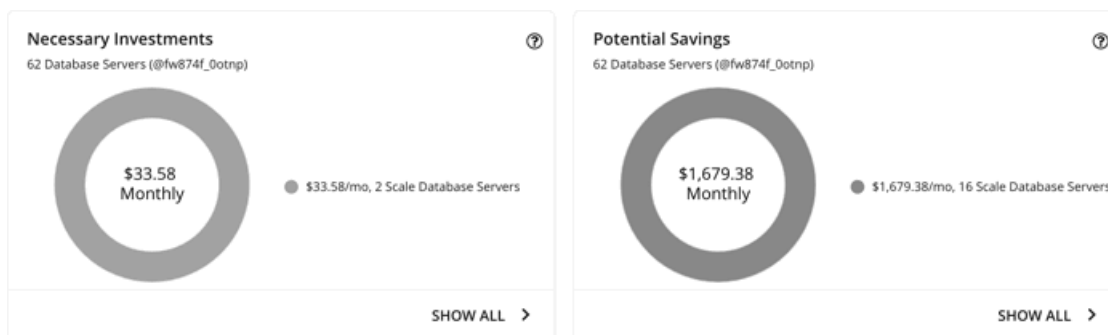 Necessary Investments
62 Database Servers (@fw874f_0otnp)
$33.58
Monthly
$33.58/mo, 2 Scale Database Servers
SHOW ALL
Potential Savings
62 Database Servers (@fw874f_0otnp)
$1,679.38
Monthly
$1,679.38/mo, 16 Scale Database Servers
SHOW ALL